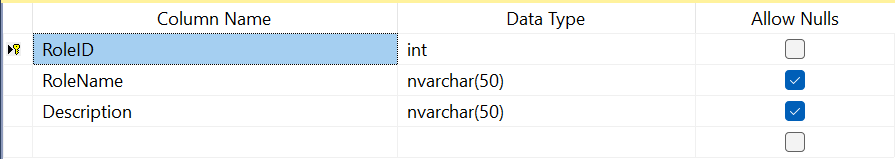 Column Name Data Type Allow Nulls
RoleID int
RoleName nvarchar(50)
Description nvarchar(50)